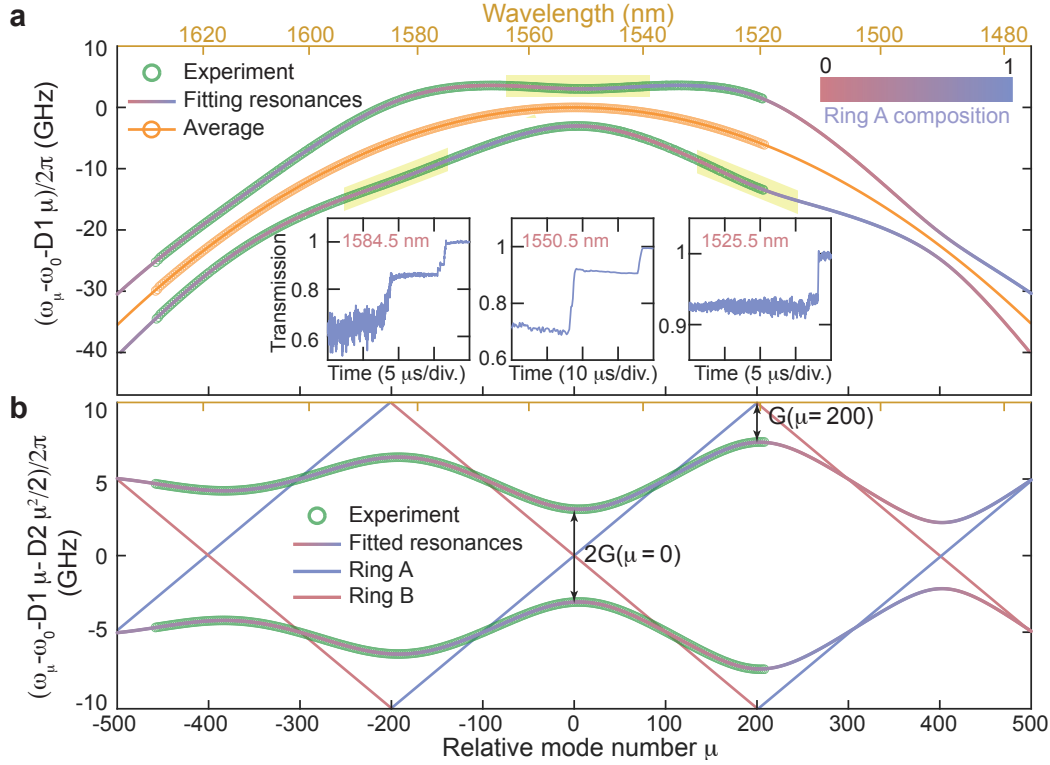 a
Wavelength (nm)
1620 1600 1580 1560 1540 1520 1500 1480
(ω_μ-ω_0-D1 μ)/2π (GHz)
10
0
-10
-20
-30
-40
Experiment
Fitting resonances
Average
0 1
Ring A composition
Transmission
1584.5 nm
1
0.8
0.6
Time (5 μs/div.)
1550.5 nm
1
0.8
0.6
Time (10 μs/div.)
1525.5 nm
1
0.9
Time (5 μs/div.)
b
(ω_μ-ω_0-D1 μ- D2 μ²/2)/2π
(GHz)
10
5
0
-5
-10
G(μ= 200)
2G(μ = 0)
Experiment
Fitted resonances
Ring A
Ring B
-500 -400 -300 -200 -100 0 100 200 300 400 500
Relative mode number μ